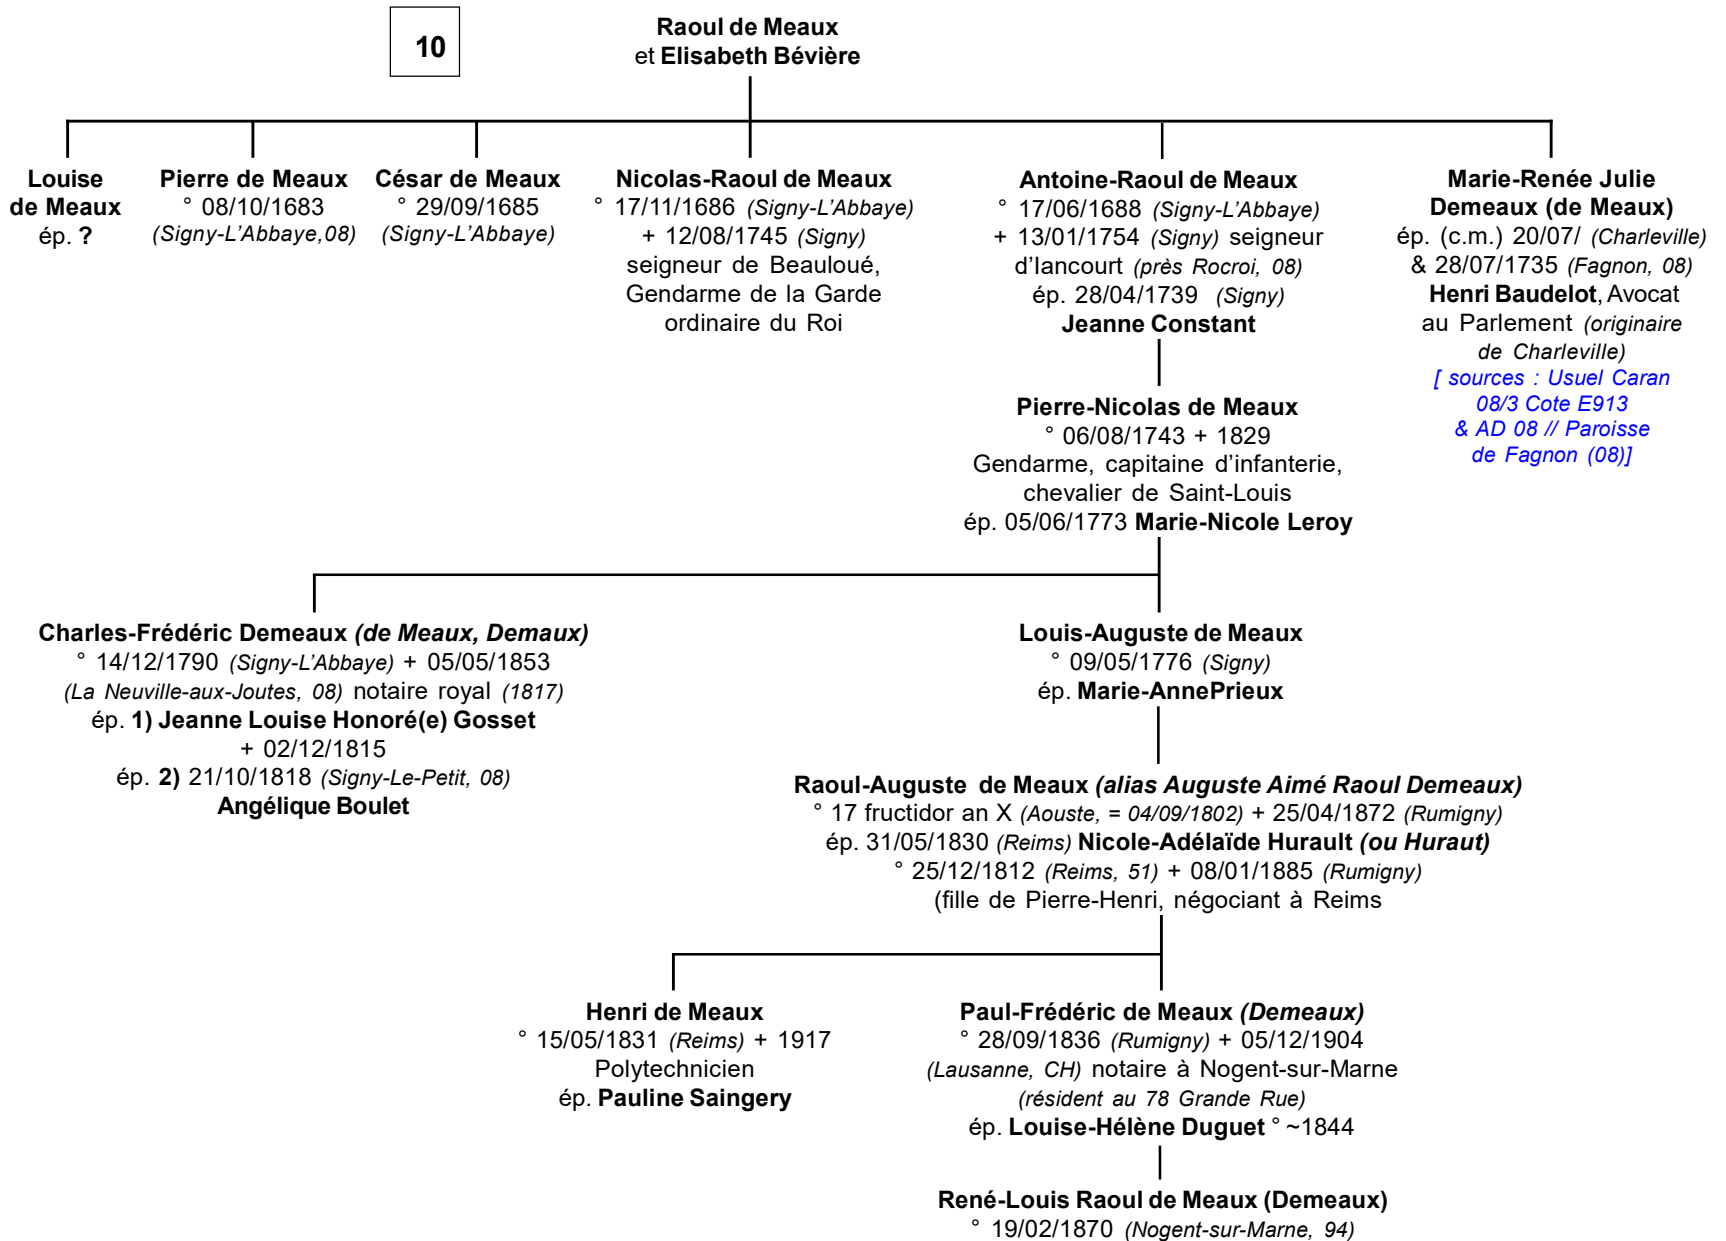 10
Raoul de Meaux
et Elisabeth Bévière
Louise
de Meaux
ép. ?
Pierre de Meaux
° 08/10/1683
(Signy-L'Abbaye,08)
César de Meaux
° 29/09/1685
(Signy-L'Abbaye)
Nicolas-Raoul de Meaux
° 17/11/1686 (Signy-L'Abbaye)
+ 12/08/1745 (Signy)
seigneur de Beauloué,
Gendarme de la Garde
ordinaire du Roi
Antoine-Raoul de Meaux
° 17/06/1688 (Signy-L'Abbaye)
+ 13/01/1754 (Signy) seigneur
d'Iancourt (près Rocroi, 08)
ép. 28/04/1739 (Signy)
Jeanne Constant
Marie-Renée Julie
Demeaux (de Meaux)
ép. (c.m.) 20/07/ (Charleville)
& 28/07/1735 (Fagnon, 08)
Henri Baudelot, Avocat
au Parlement (originaire
de Charleville)
[ sources : Usuel Caran
08/3 Cote E913
& AD 08 // Paroisse
de Fagnon (08)]
Pierre-Nicolas de Meaux
° 06/08/1743 + 1829
Gendarme, capitaine d'infanterie,
chevalier de Saint-Louis
ép. 05/06/1773 Marie-Nicole Leroy
Charles-Frédéric Demeaux (de Meaux, Demaux)
° 14/12/1790 (Signy-L'Abbaye) + 05/05/1853
(La Neuville-aux-Joutes, 08) notaire royal (1817)
ép. 1) Jeanne Louise Honoré(e) Gosset
+ 02/12/1815
ép. 2) 21/10/1818 (Signy-Le-Petit, 08)
Angélique Boulet
Louis-Auguste de Meaux
° 09/05/1776 (Signy)
ép. Marie-AnnePrieux
Raoul-Auguste de Meaux (alias Auguste Aimé Raoul Demeaux)
° 17 fructidor an X (Aouste, = 04/09/1802) + 25/04/1872 (Rumigny)
ép. 31/05/1830 (Reims) Nicole-Adélaïde Hurault (ou Huraut)
° 25/12/1812 (Reims, 51) + 08/01/1885 (Rumigny)
(fille de Pierre-Henri, négociant à Reims
Henri de Meaux
° 15/05/1831 (Reims) + 1917
Polytechnicien
ép. Pauline Saingery
Paul-Frédéric de Meaux (Demeaux)
° 28/09/1836 (Rumigny) + 05/12/1904
(Lausanne, CH) notaire à Nogent-sur-Marne
(résident au 78 Grande Rue)
ép. Louise-Hélène Duguet ° ~1844
René-Louis Raoul de Meaux (Demeaux)
° 19/02/1870 (Nogent-sur-Marne, 94)